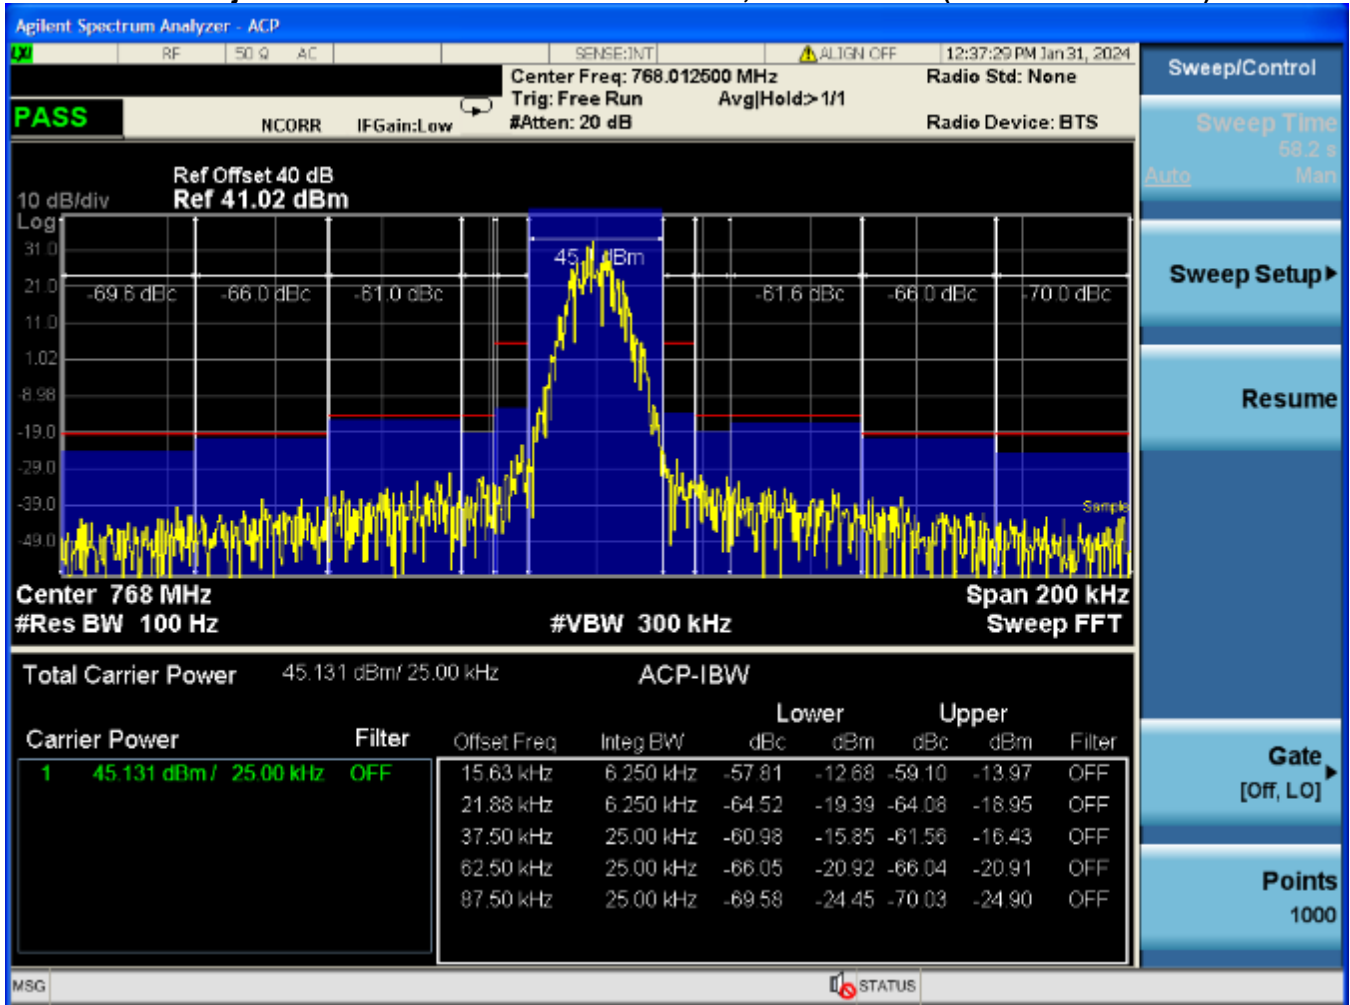 Agilent Spectrum Analyzer - ACP
LXI RF 50 Ω AC SENSE:INT ALIGN OFF 12:37:29 PM Jan 31, 2024
Center Freq: 768.012500 MHz Radio Std: None
Trig: Free Run Avg|Hold:>1/1
PASS NCORR IFGain:Low #Atten: 20 dB Radio Device: BTS
Ref Offset 40 dB
10 dB/div Ref 41.02 dBm
Log
31.0
45.1 dBm
21.0
-69.6 dBc -66.0 dBc -61.0 dBc -61.6 dBc -66.0 dBc -70.0 dBc
11.0
1.02
-8.98
-19.0
-29.0
-39.0
Sample
-49.0
Center 768 MHz Span 200 kHz
#Res BW 100 Hz #VBW 300 kHz Sweep FFT
Total Carrier Power 45.131 dBm/ 25.00 kHz ACP-IBW
Lower Upper
Carrier Power Filter Offset Freq Integ BW dBc dBm dBc dBm Filter
1 45.131 dBm / 25.00 kHz OFF 15.63 kHz 6.250 kHz -57.81 -12.68 -59.10 -13.97 OFF
21.88 kHz 6.250 kHz -64.52 -19.39 -64.08 -18.95 OFF
37.50 kHz 25.00 kHz -60.98 -15.85 -61.56 -16.43 OFF
62.50 kHz 25.00 kHz -66.05 -20.92 -66.04 -20.91 OFF
87.50 kHz 25.00 kHz -69.58 -24.45 -70.03 -24.90 OFF
MSG STATUS
Sweep/Control
Sweep Time
58.2 s
Auto Man
Sweep Setup
Resume
Gate
[Off, LO]
Points
1000